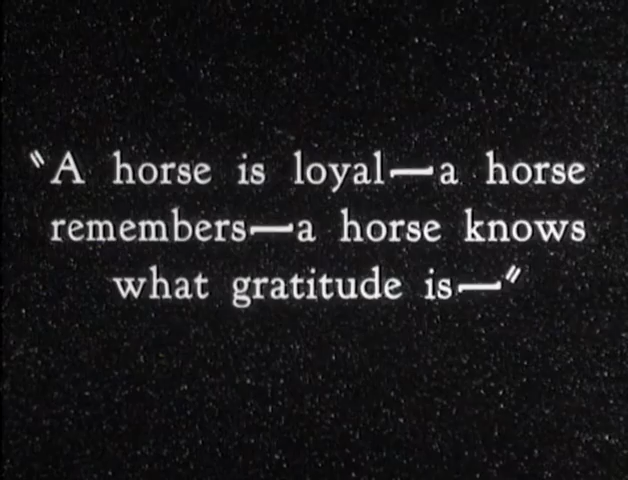 "A horse is loyal—a horse
remembers—a horse knows
what gratitude is—"